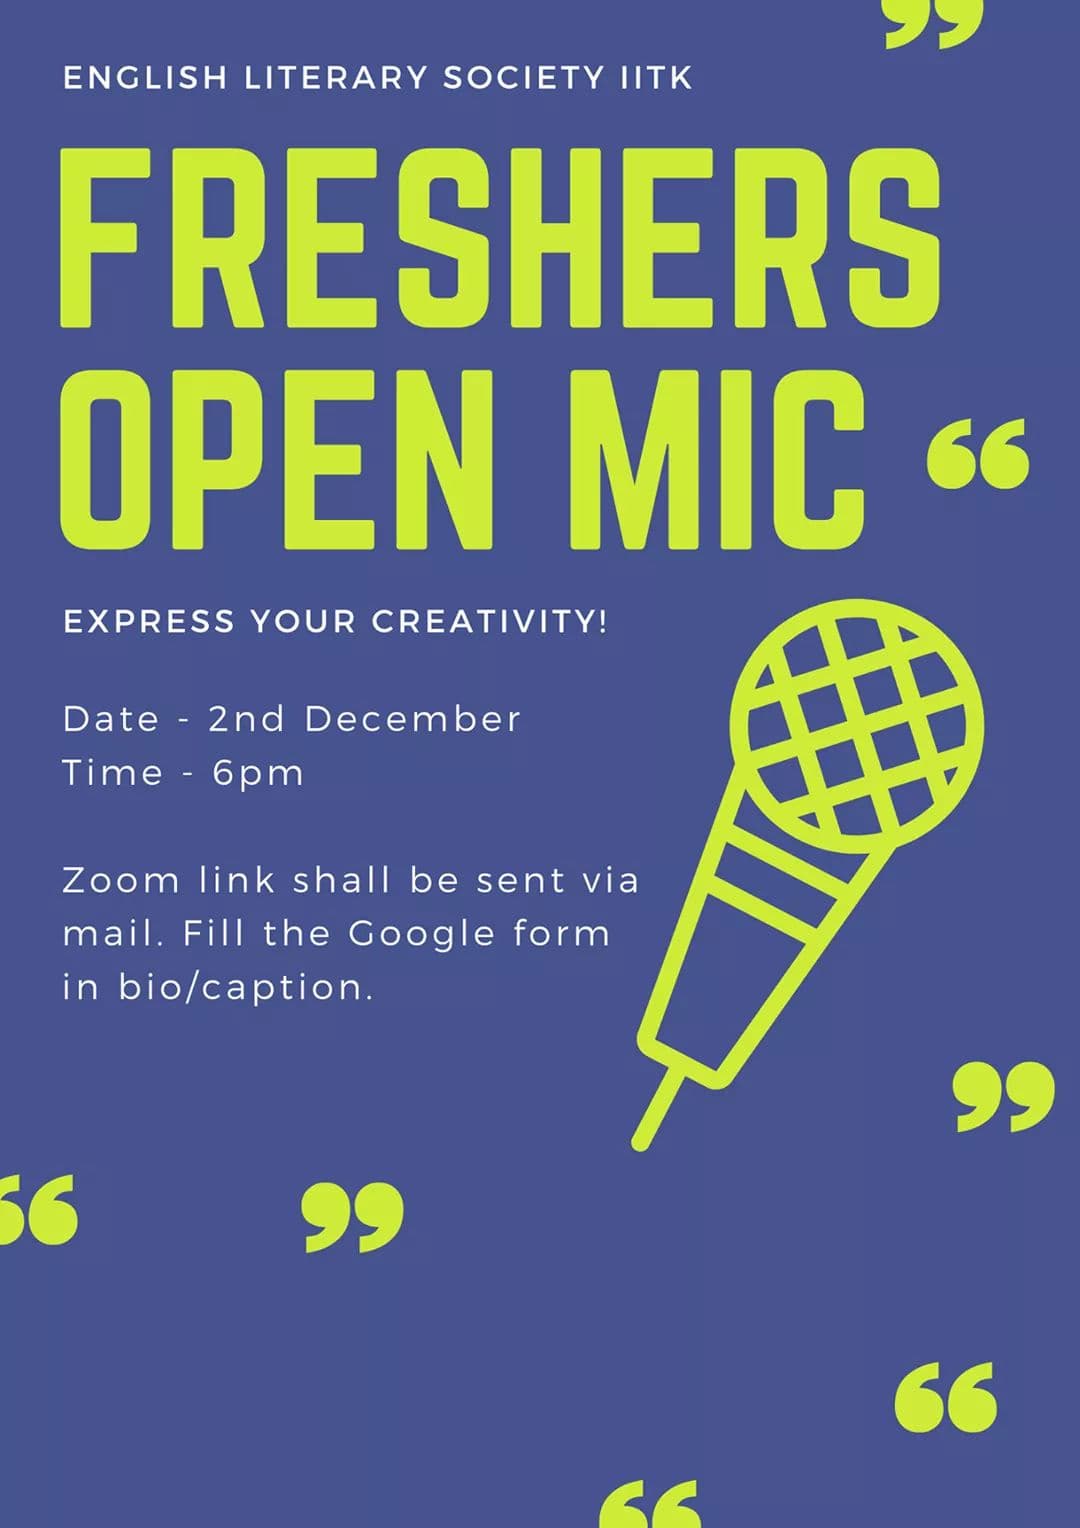 ENGLISH LITERARY SOCIETY IITK
FRESHERS
OPEN MIC
EXPRESS YOUR CREATIVITY!
Date - 2nd December
Time - 6pm
Zoom link shall be sent via
mail. Fill the Google form
in bio/caption.